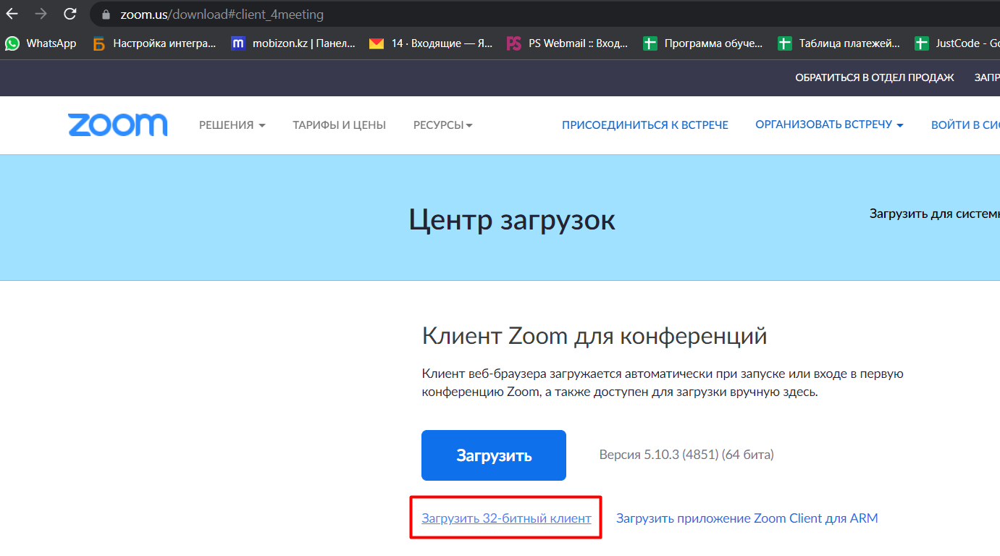 zoom.us/download#client_4meeting
WhatsApp
Б Настройка интегра...
m mobizon.kz | Панел...
14 · Входящие — Я...
PS PS Webmail :: Вход...
Программа обуче...
Таблица платежей...
JustCode - Go
ОБРАТИТЬСЯ В ОТДЕЛ ПРОДАЖ ЗАПР
zoom РЕШЕНИЯ ТАРИФЫ И ЦЕНЫ РЕСУРСЫ ПРИСОЕДИНИТЬСЯ К ВСТРЕЧЕ ОРГАНИЗОВАТЬ ВСТРЕЧУ ВОЙТИ В СИС
Центр загрузок
Загрузить для систем
Клиент Zoom для конференций
Клиент веб-браузера загружается автоматически при запуске или входе в первую
конференцию Zoom, а также доступен для загрузки вручную здесь.
Загрузить Версия 5.10.3 (4851) (64 бита)
Загрузить 32-битный клиент Загрузить приложение Zoom Client для ARM